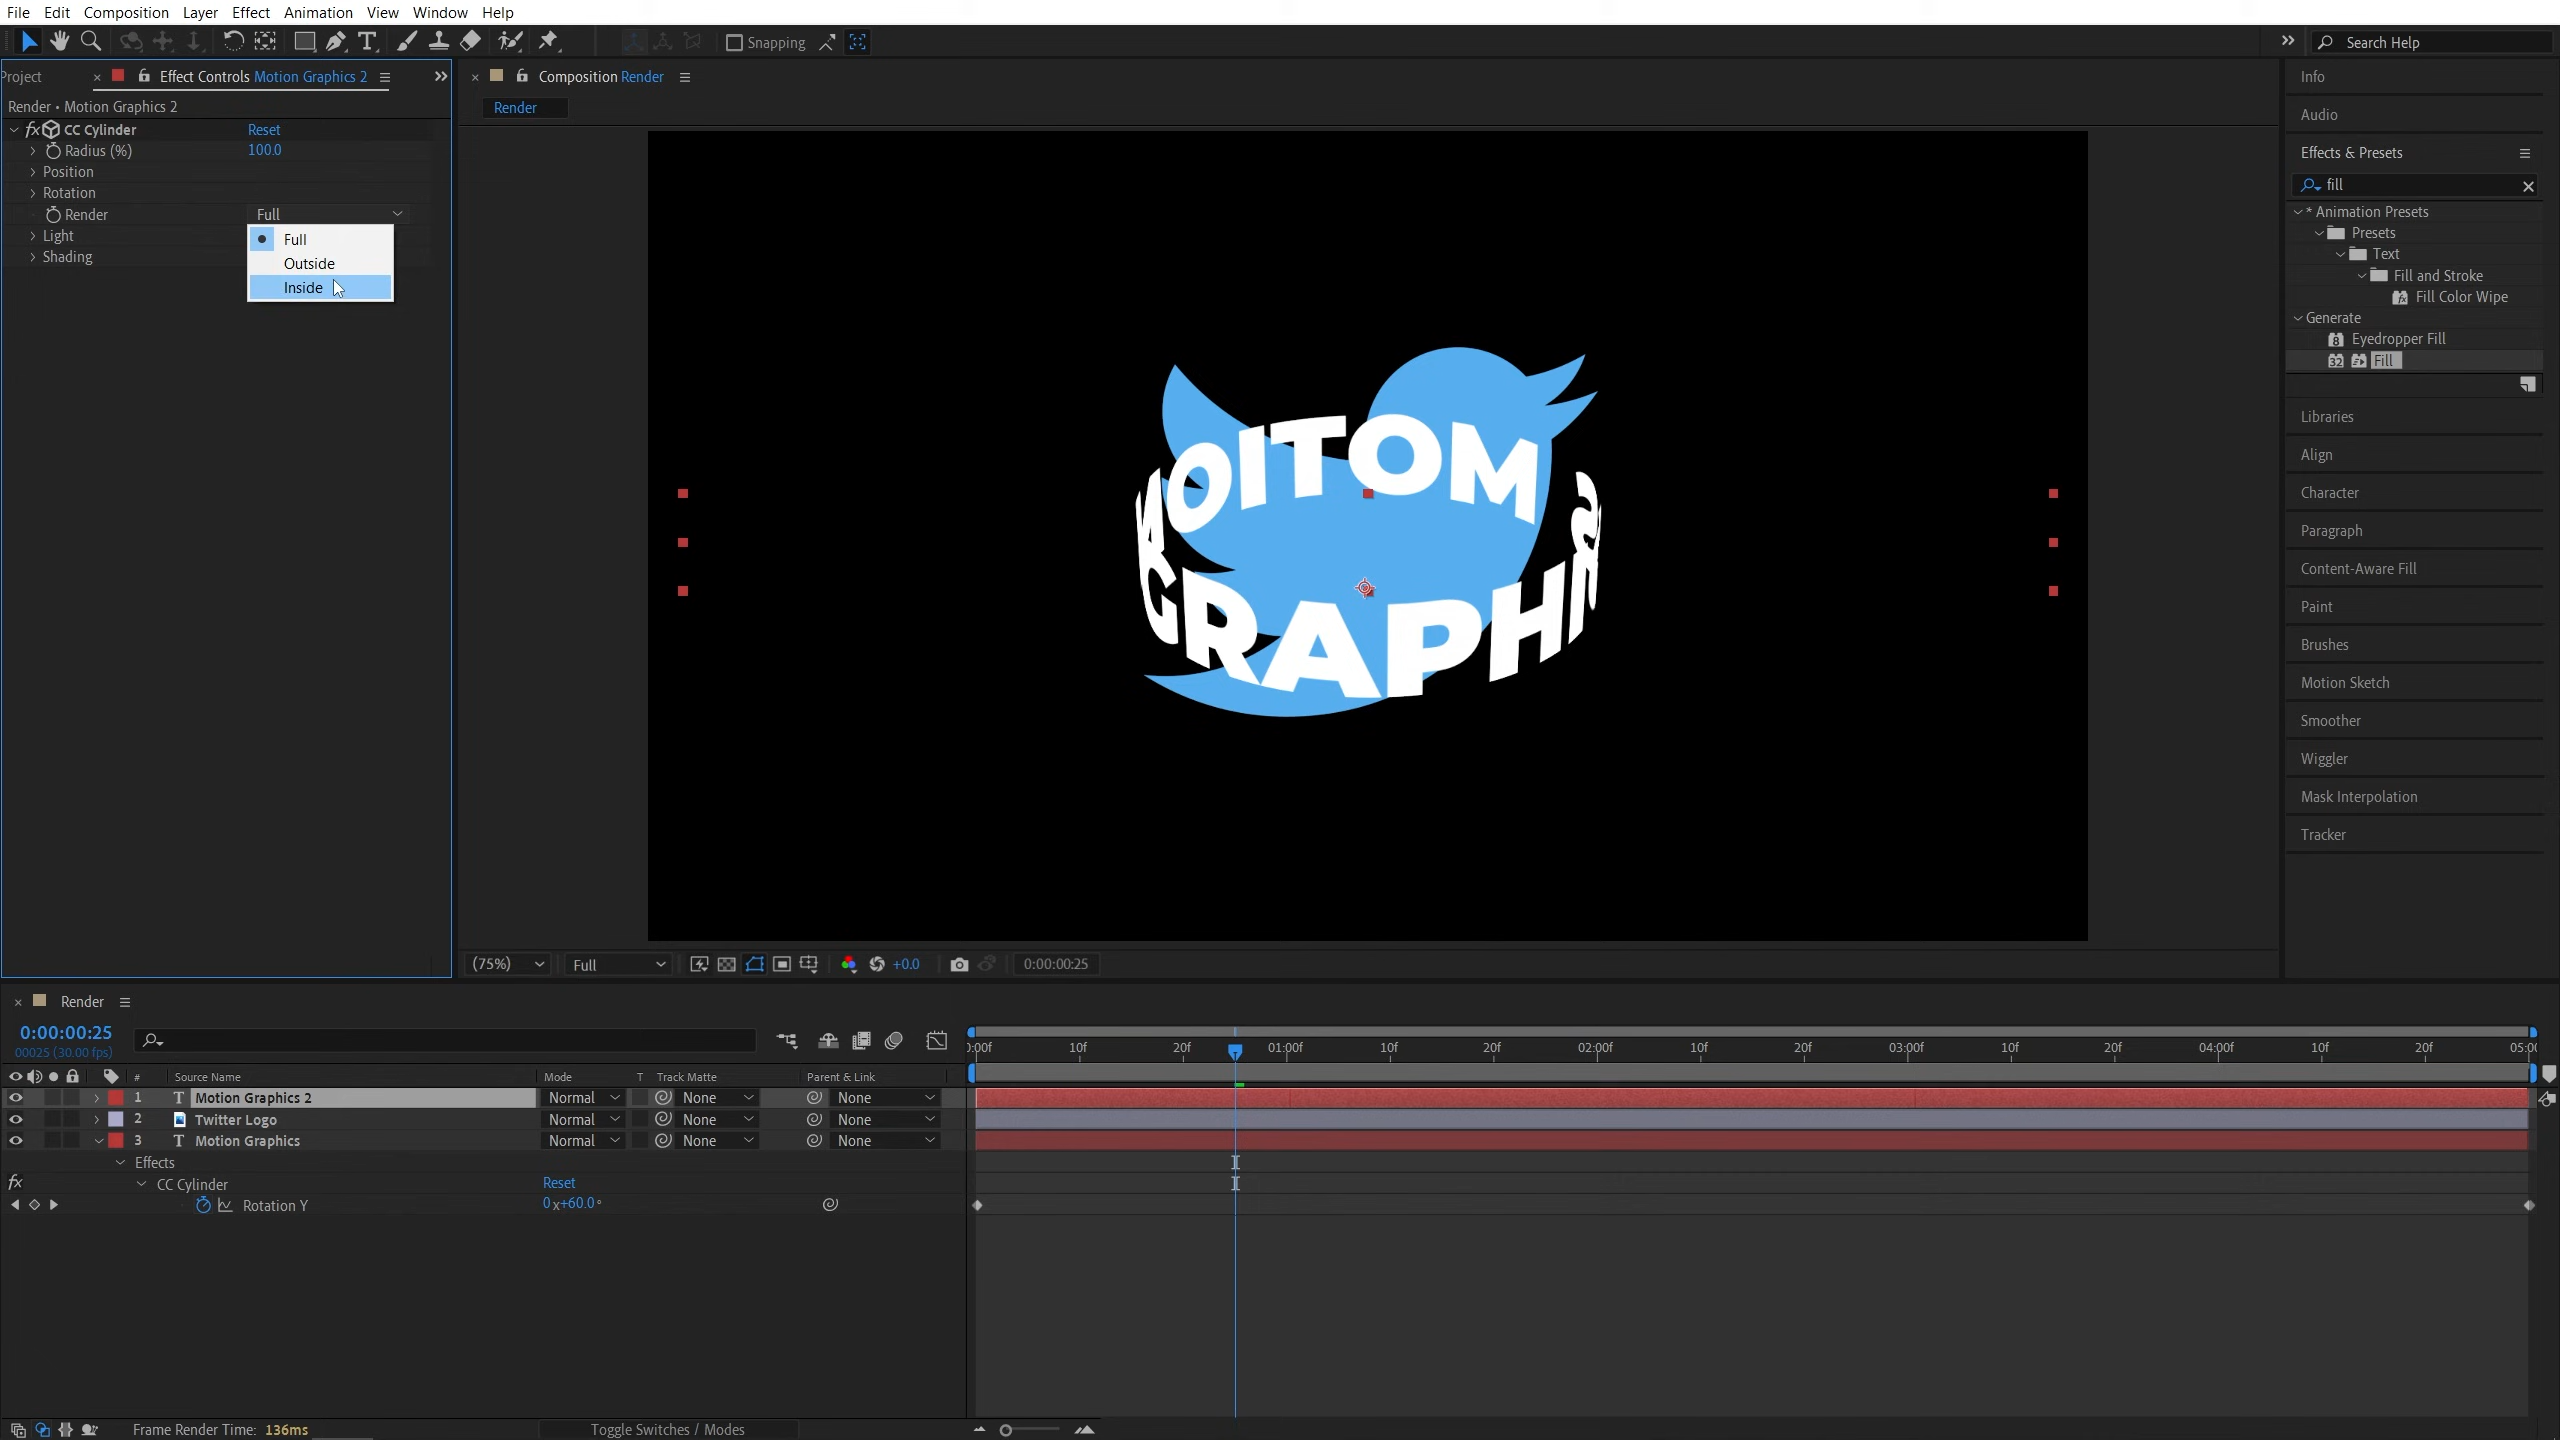 File Edit Composition Layer Effect Animation View Window Help
Snapping
Search Help
Project
Effect Controls Motion Graphics 2
Render • Motion Graphics 2
fx CC Cylinder Reset
Radius (%) 100.0
Position
Rotation
Render Full
Full
Outside
Inside
Light
Shading
Composition Render
Render
MOITOM
GRAPHI
S
(75%) Full +0.0 0:00:00:25
Info
Audio
Effects & Presets
fill
* Animation Presets
Presets
Text
Fill and Stroke
Fill Color Wipe
Generate
Eyedropper Fill
Fill
Libraries
Align
Character
Paragraph
Content-Aware Fill
Paint
Brushes
Motion Sketch
Smoother
Wiggler
Mask Interpolation
Tracker
Render
0:00:00:25
00025 (30.00 fps)
0:00f 10f 20f 01:00f 10f 20f 02:00f 10f 20f 03:00f 10f 20f 04:00f 10f 20f 05:00
# Source Name Mode T Track Matte Parent & Link
1 T Motion Graphics 2 Normal None None
2 Twitter Logo Normal None None
3 T Motion Graphics Normal None None
Effects
fx CC Cylinder Reset
Rotation Y 0x+60.0°
Frame Render Time: 136ms
Toggle Switches / Modes